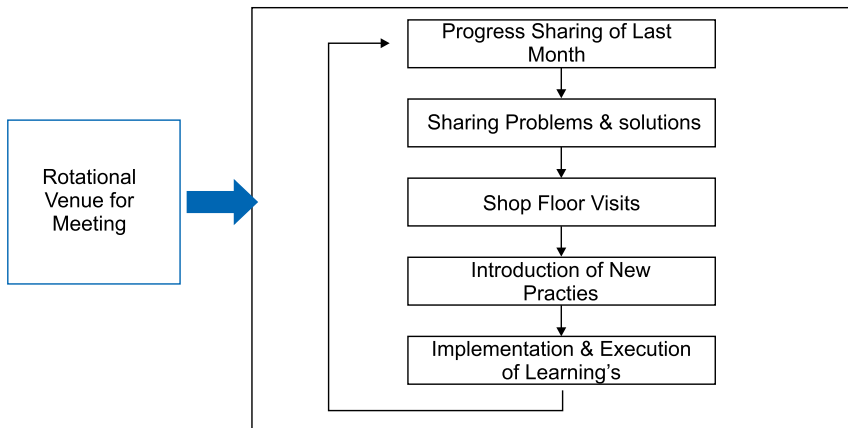 Rotational
Venue for
Meeting
Progress Sharing of Last
Month
Sharing Problems & solutions
Shop Floor Visits
Introduction of New
Practies
Implementation & Execution
of Learning's